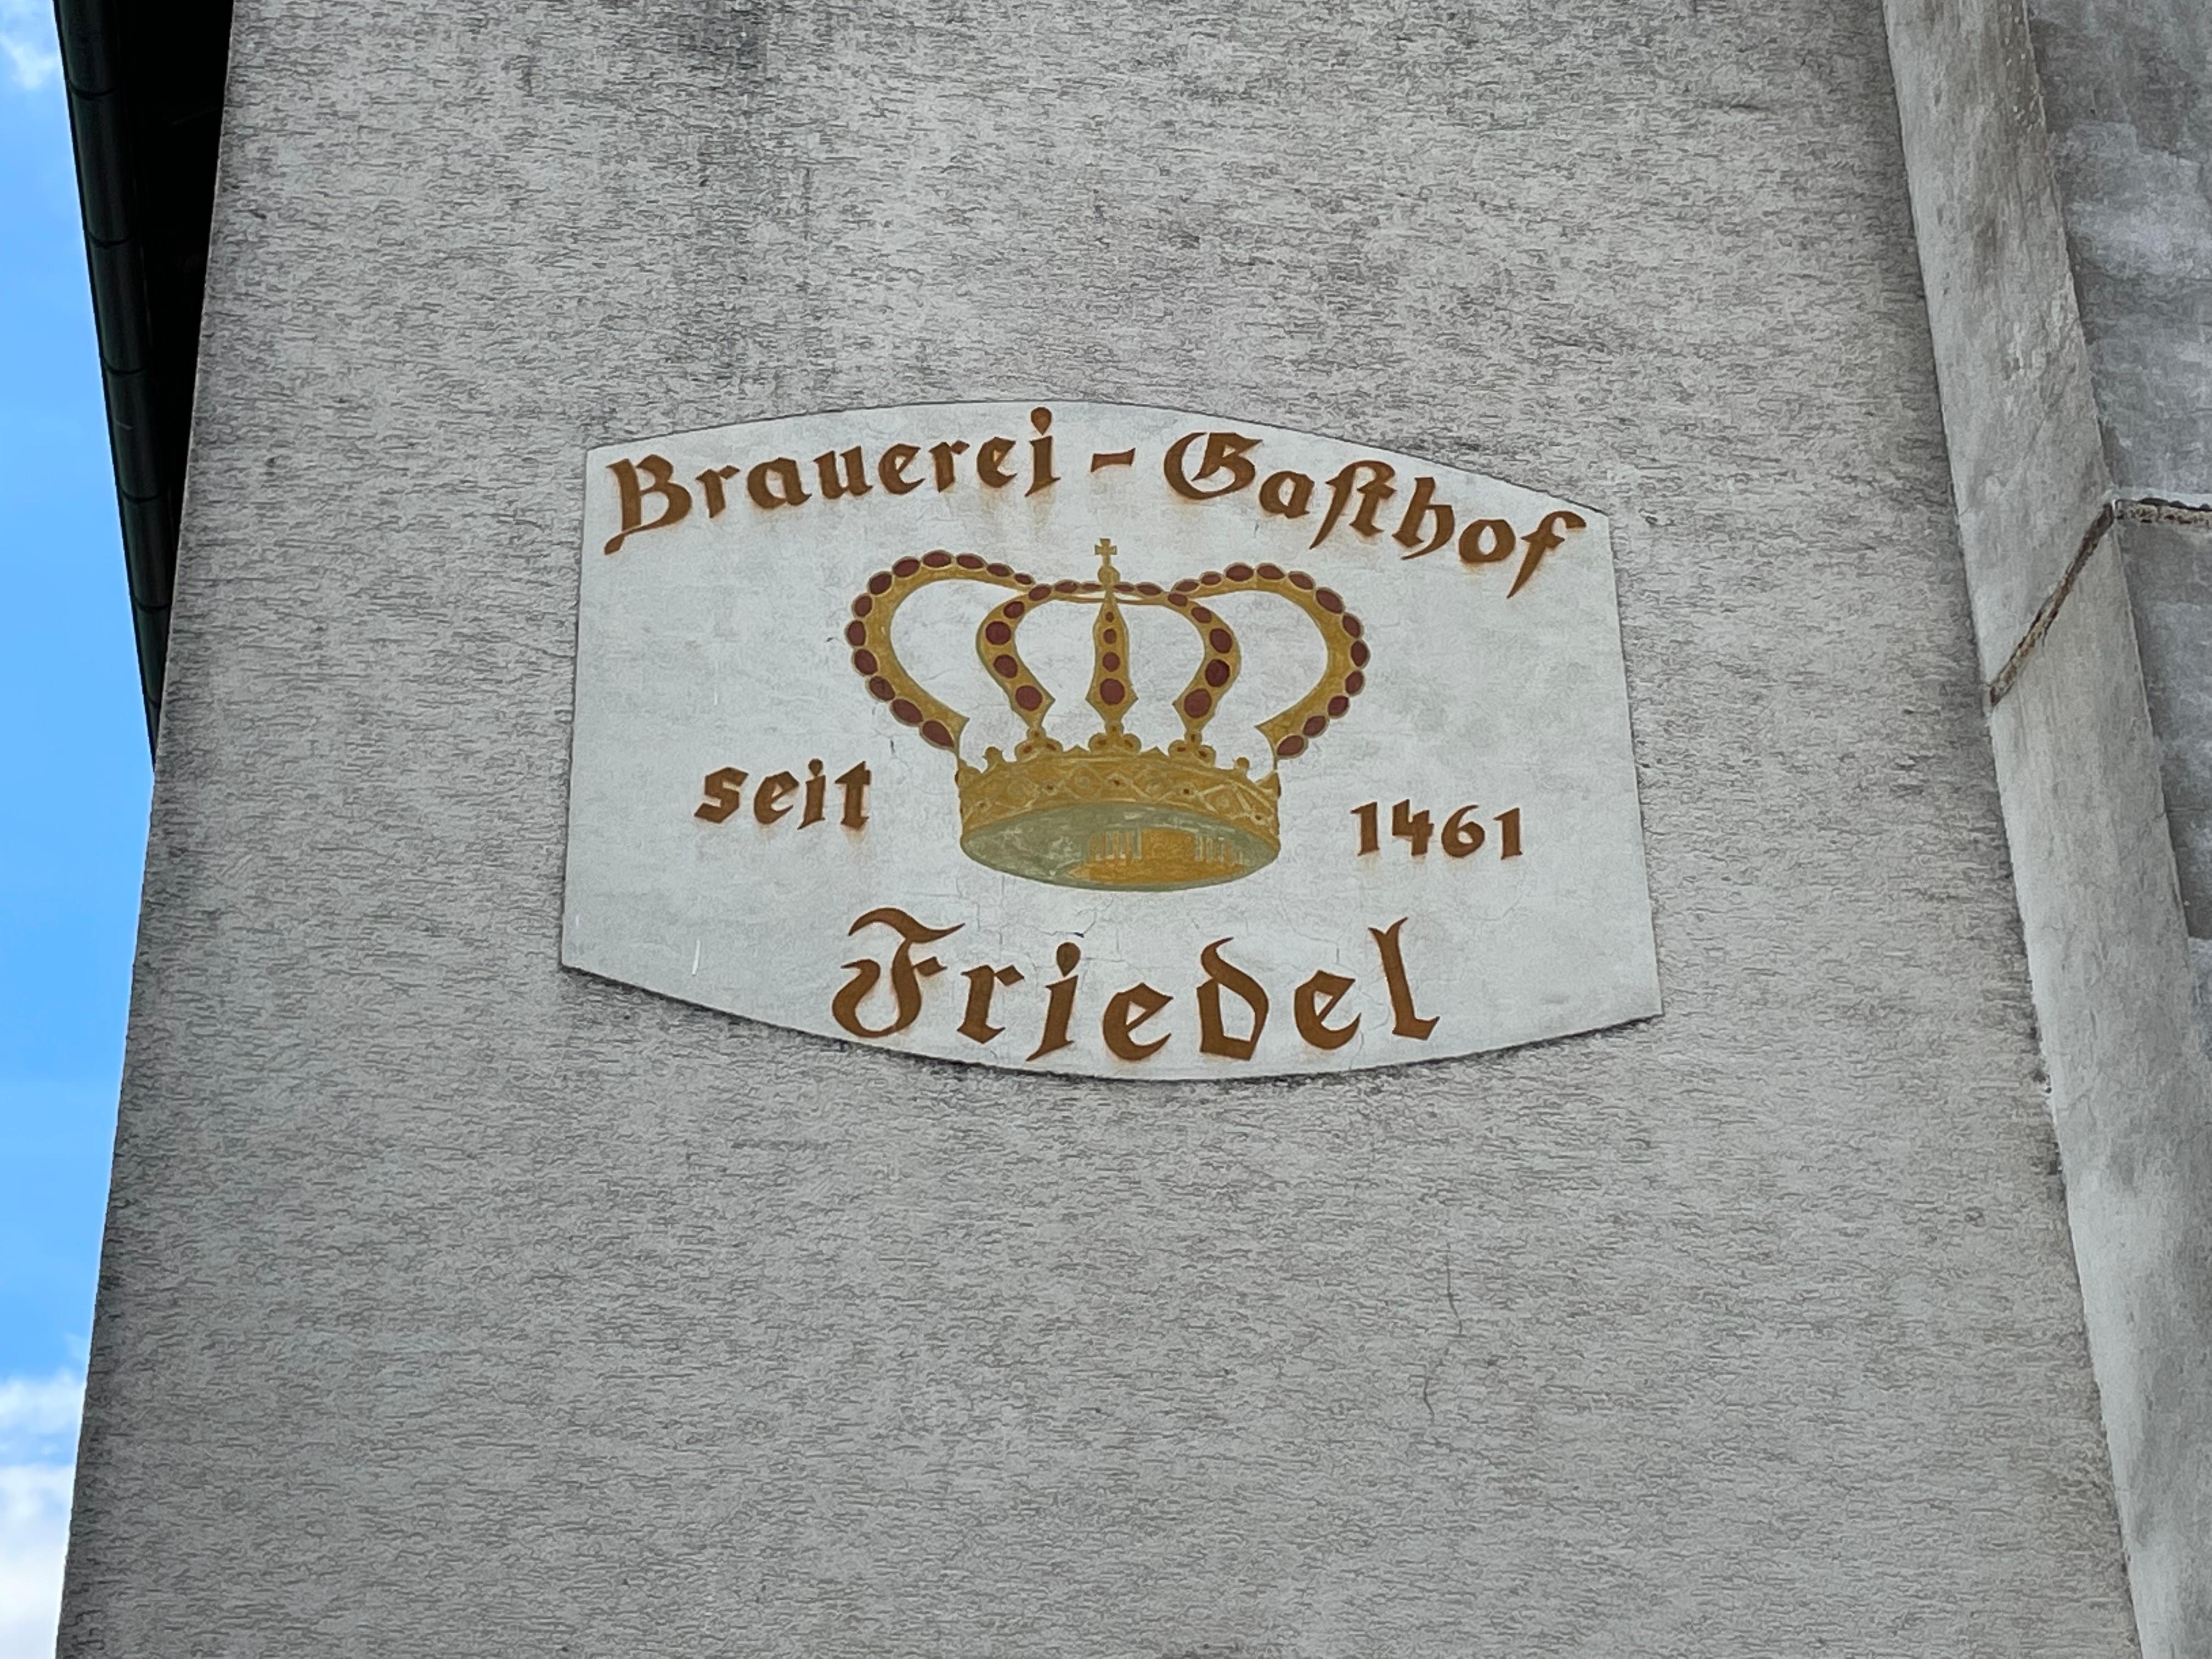 Brauerei - Gaſthof
seit 1461
Friedel